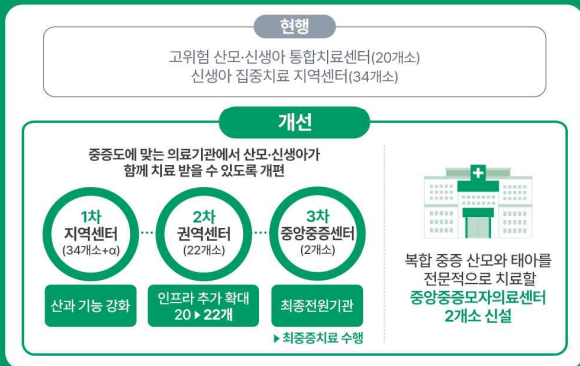 현행
고위험 산모·신생아 통합치료센터(20개소)
신생아 집중치료 지역센터(34개소)
개선
중증도에 맞는 의료기관에서 산모·신생아가
함께 치료 받을 수 있도록 개편
1차
지역센터
(34개소+α)
산과 기능 강화
2차
권역센터
(22개소)
인프라 추가 확대
20 ▶ 22개
3차
중앙중증센터
(2개소)
최종전원기관
▶ 최중증치료 수행
복합 중증 산모와 태아를
전문적으로 치료할
중앙중증모자의료센터
2개소 신설